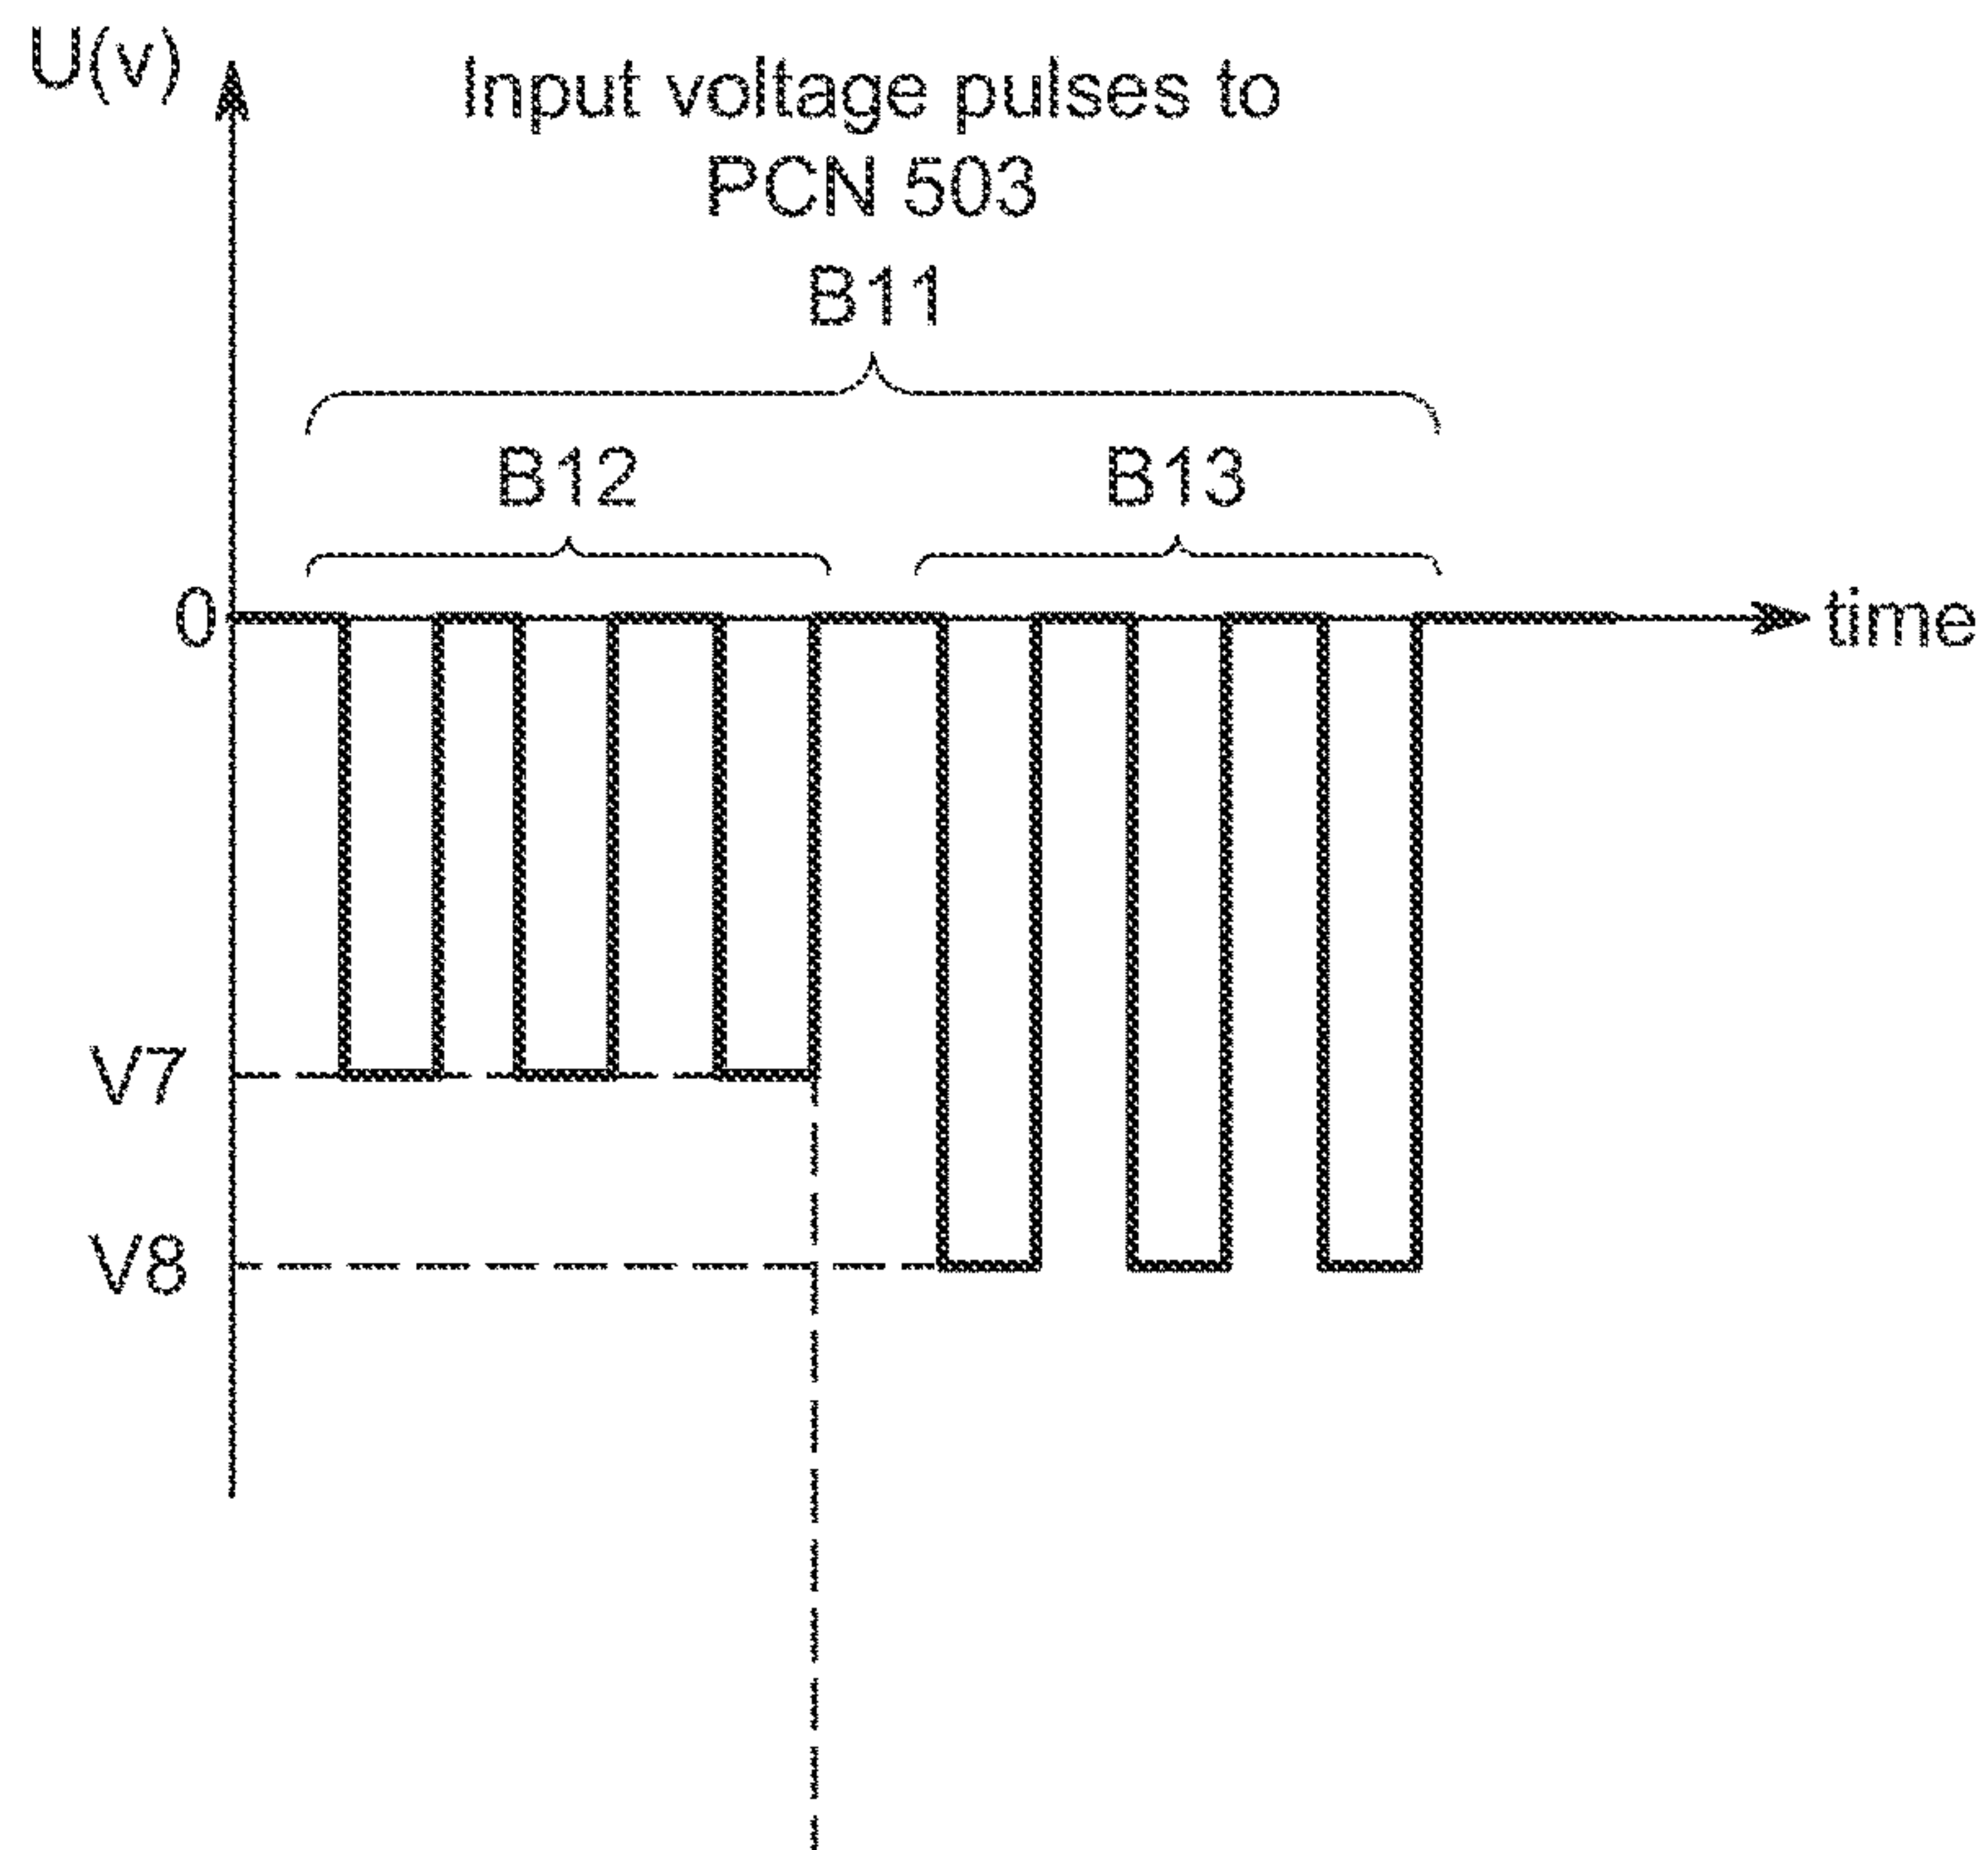 U(v)
Input voltage pulses to
PCN 503
B11
B12
B13
0
time
V7
V8